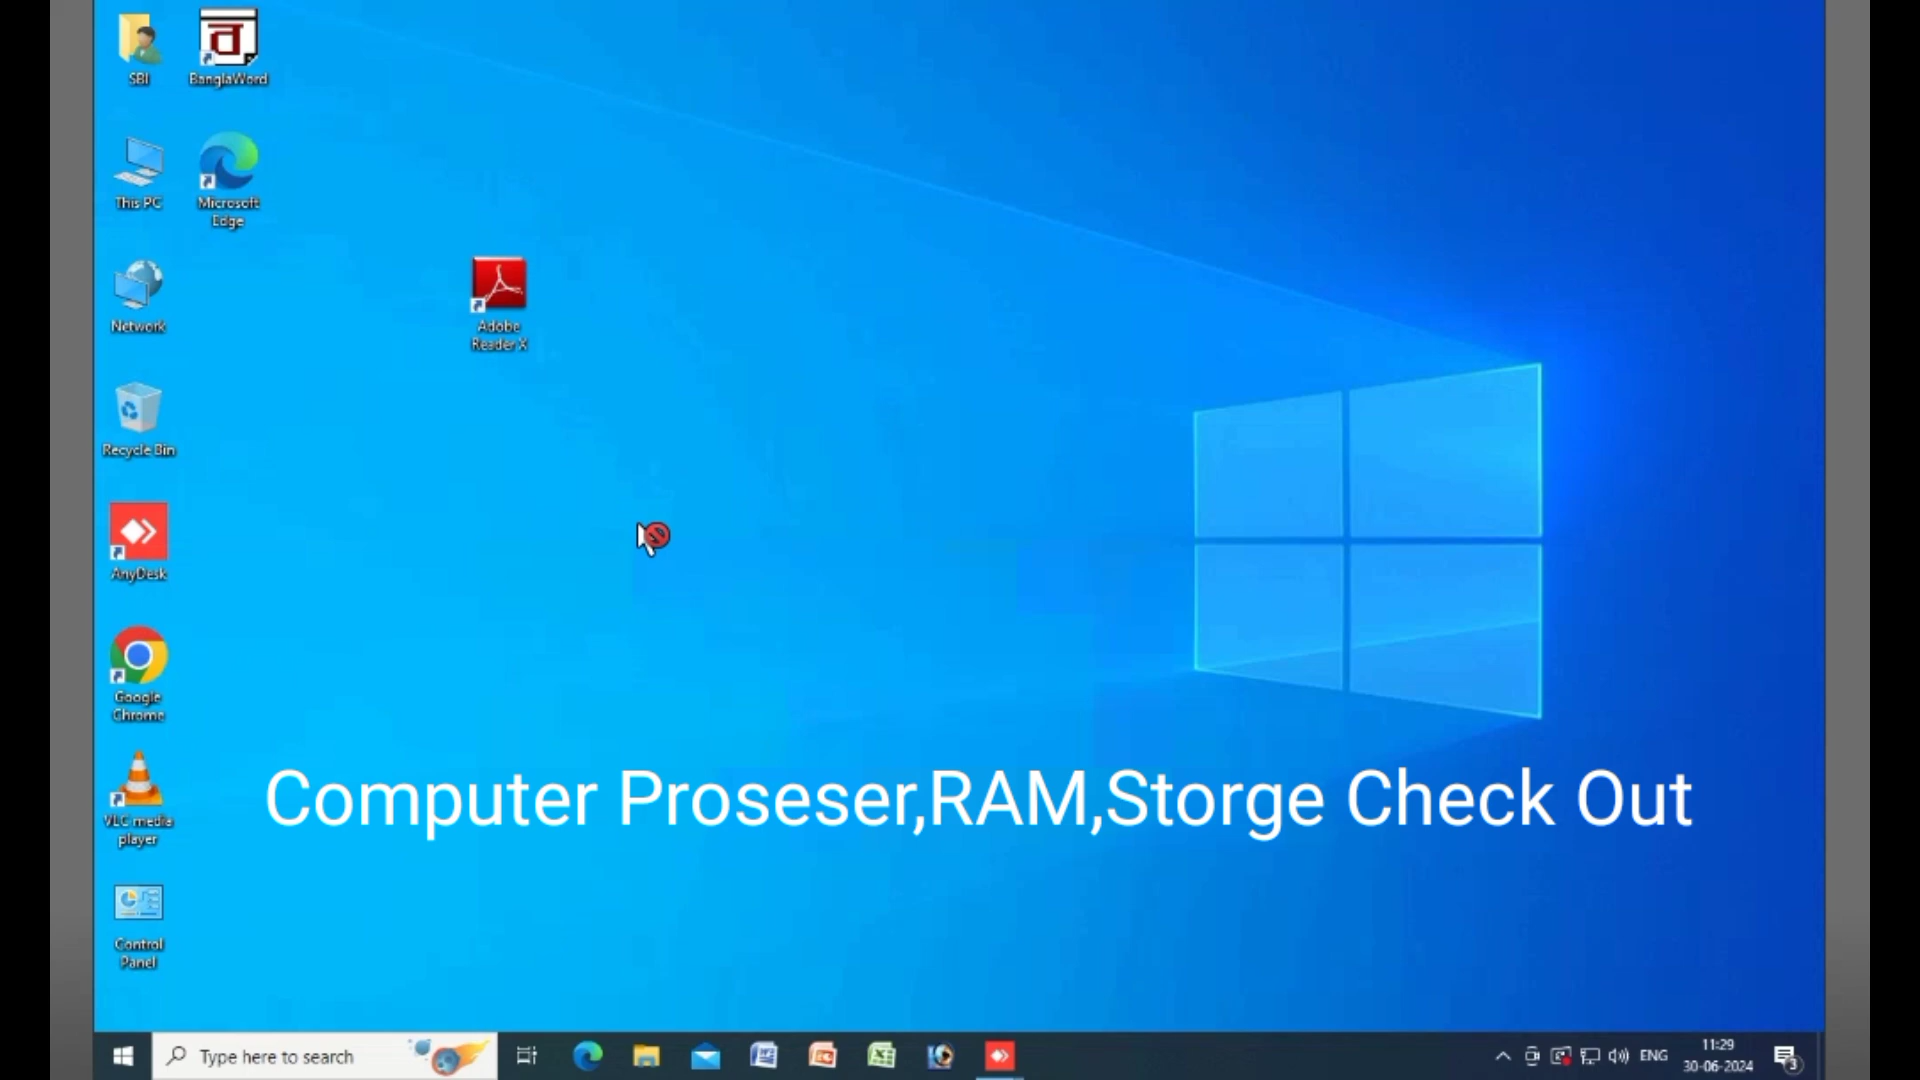 SBI
BanglaWord
This PC
Microsoft
Edge
Network
Adobe
Reader X
Recycle Bin
AnyDesk
Google
Chrome
VLC media
player
Computer Proseser,RAM,Storge Check Out
Control
Panel
Type here to search
ENG
11:29
30-06-2024
3